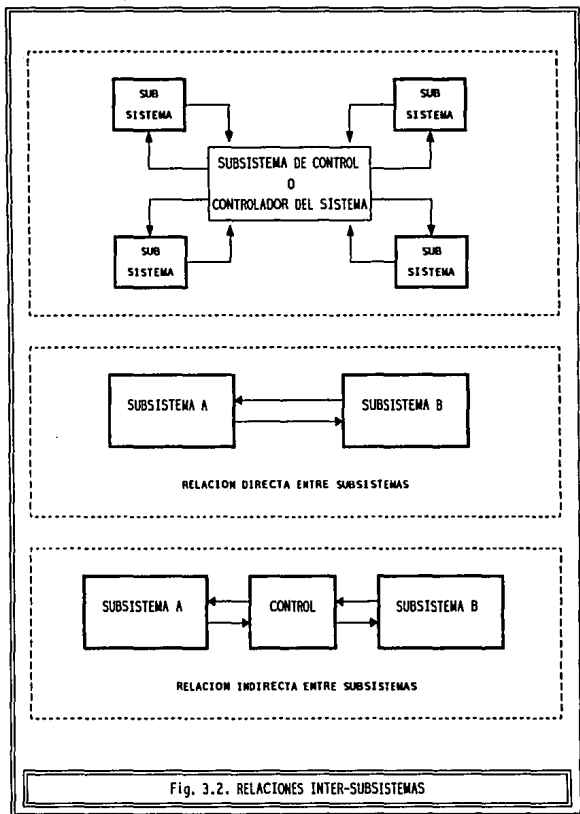 SUB
SISTEMA
SUB
SISTEMA
SUBSISTEMA DE CONTROL
O
CONTROLADOR DEL SISTEMA
SUB
SISTEMA
SUB
SISTEMA
SUBSISTEMA A
SUBSISTEMA B
RELACION DIRECTA ENTRE SUBSISTEMAS
SUBSISTEMA A
CONTROL
SUBSISTEMA B
RELACION INDIRECTA ENTRE SUBSISTEMAS
Fig. 3.2. RELACIONES INTER-SUBSISTEMAS